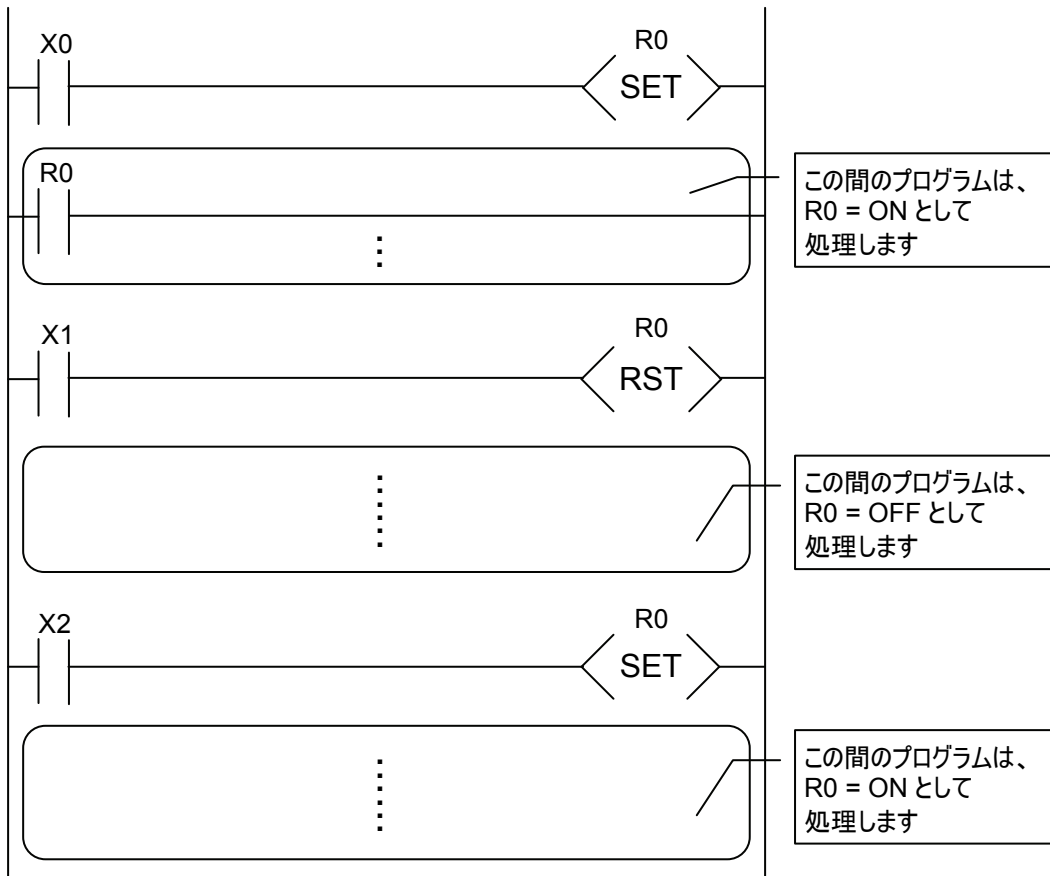 X0
R0
SET
R0
この間のプログラムは、
R0 = ON として
処理します
X1
R0
RST
この間のプログラムは、
R0 = OFF として
処理します
X2
R0
SET
この間のプログラムは、
R0 = ON として
処理します